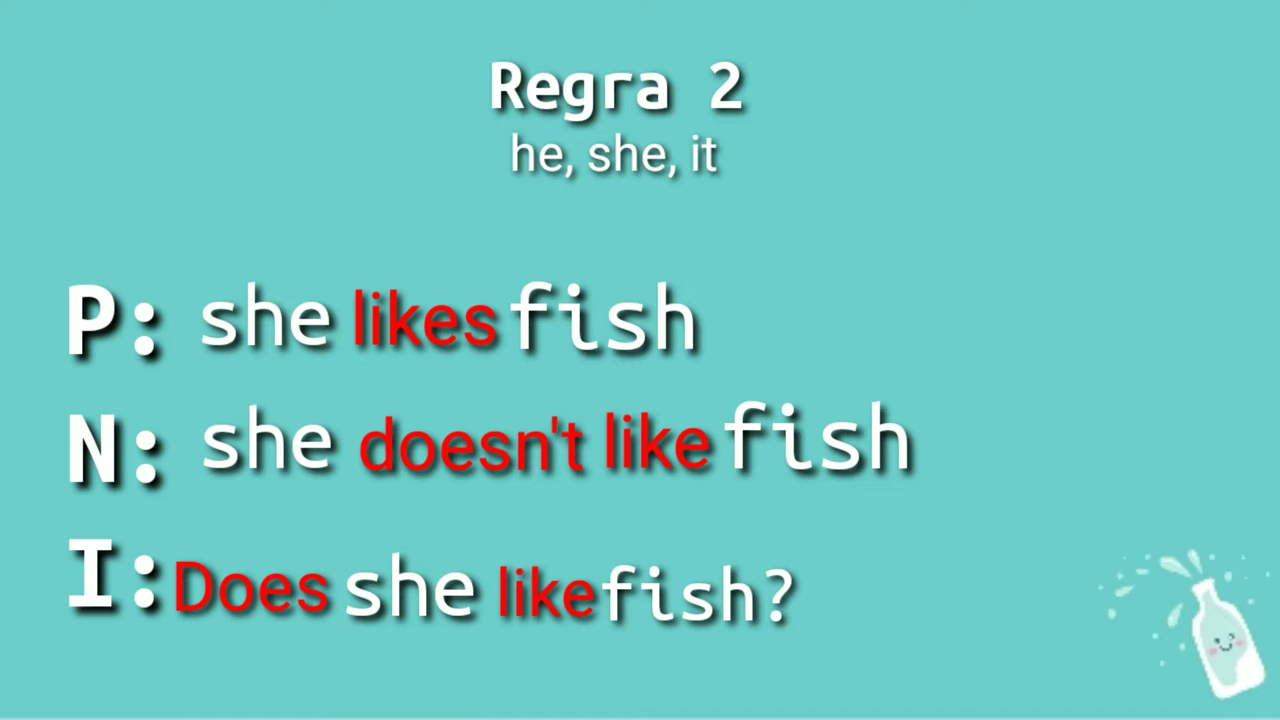 Regra 2
he, she, it
P: she likes fish
N: she doesn't like fish
I: Does she like fish?